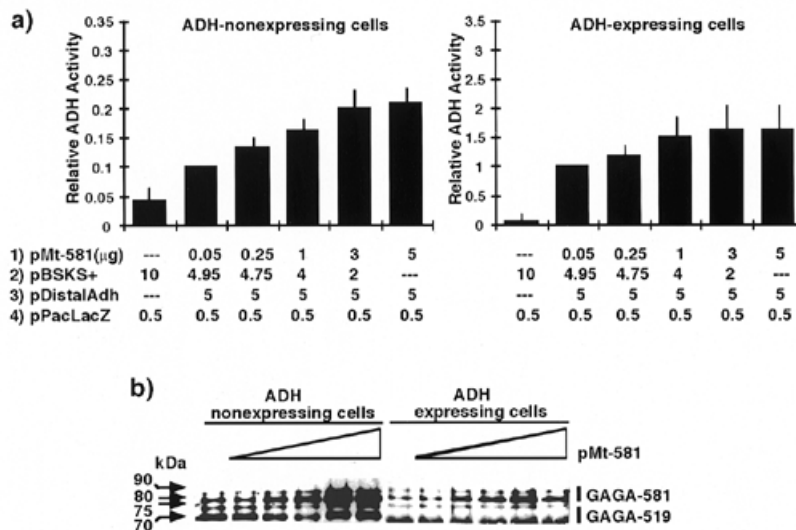 a)
ADH-nonexpressing cells
Relative ADH Activity
0.35
0.3
0.25
0.2
0.15
0.1
0.05
0
ADH-expressing cells
Relative ADH Activity
3.5
3
2.5
2
1.5
1
0.5
0
1) pMt-581(μg) --- 0.05 0.25 1 3 5 --- 0.05 0.25 1 3 5
2) pBSKS+ 10 4.95 4.75 4 2 --- 10 4.95 4.75 4 2 ---
3) pDistalAdh --- 5 5 5 5 5 --- 5 5 5 5 5
4) pPacLacZ 0.5 0.5 0.5 0.5 0.5 0.5 0.5 0.5 0.5 0.5 0.5 0.5
b)
ADH
nonexpressing cells
ADH
expressing cells
pMt-581
kDa
90
80
75
70
GAGA-581
GAGA-519